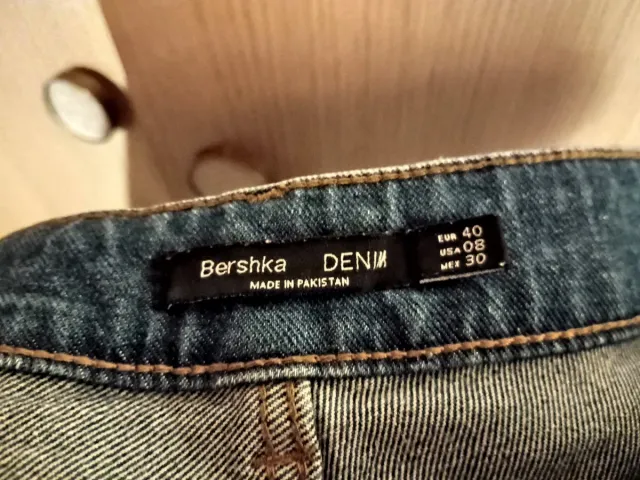 Bershka DENIM
MADE IN PAKISTAN
EUR 40
USA 08
MEX 30